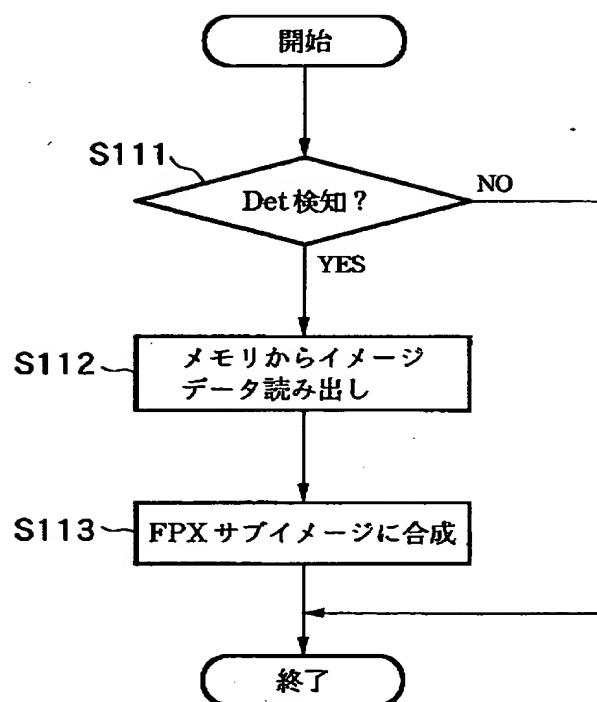 開始
S111
Det検知?
NO
YES
S112
メモリからイメージ
データ読み出し
S113
FPXサブイメージに合成
終了